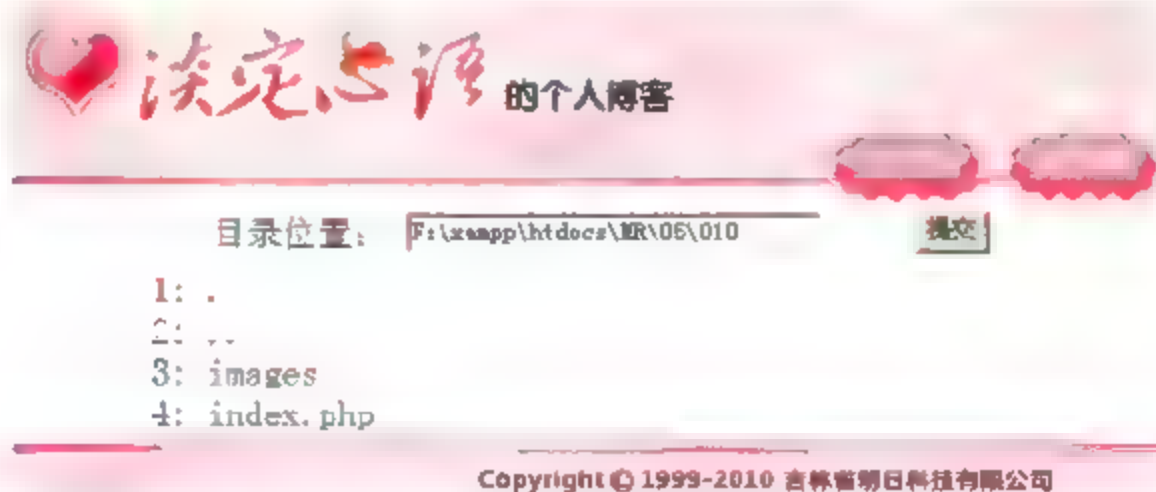 淡定心语 的个人博客
目录位置： F:\xampp\htdocs\MR\06\010 提交
1: .
2: ..
3: images
4: index.php
Copyright © 1999-2010 吉林省明日科技有限公司